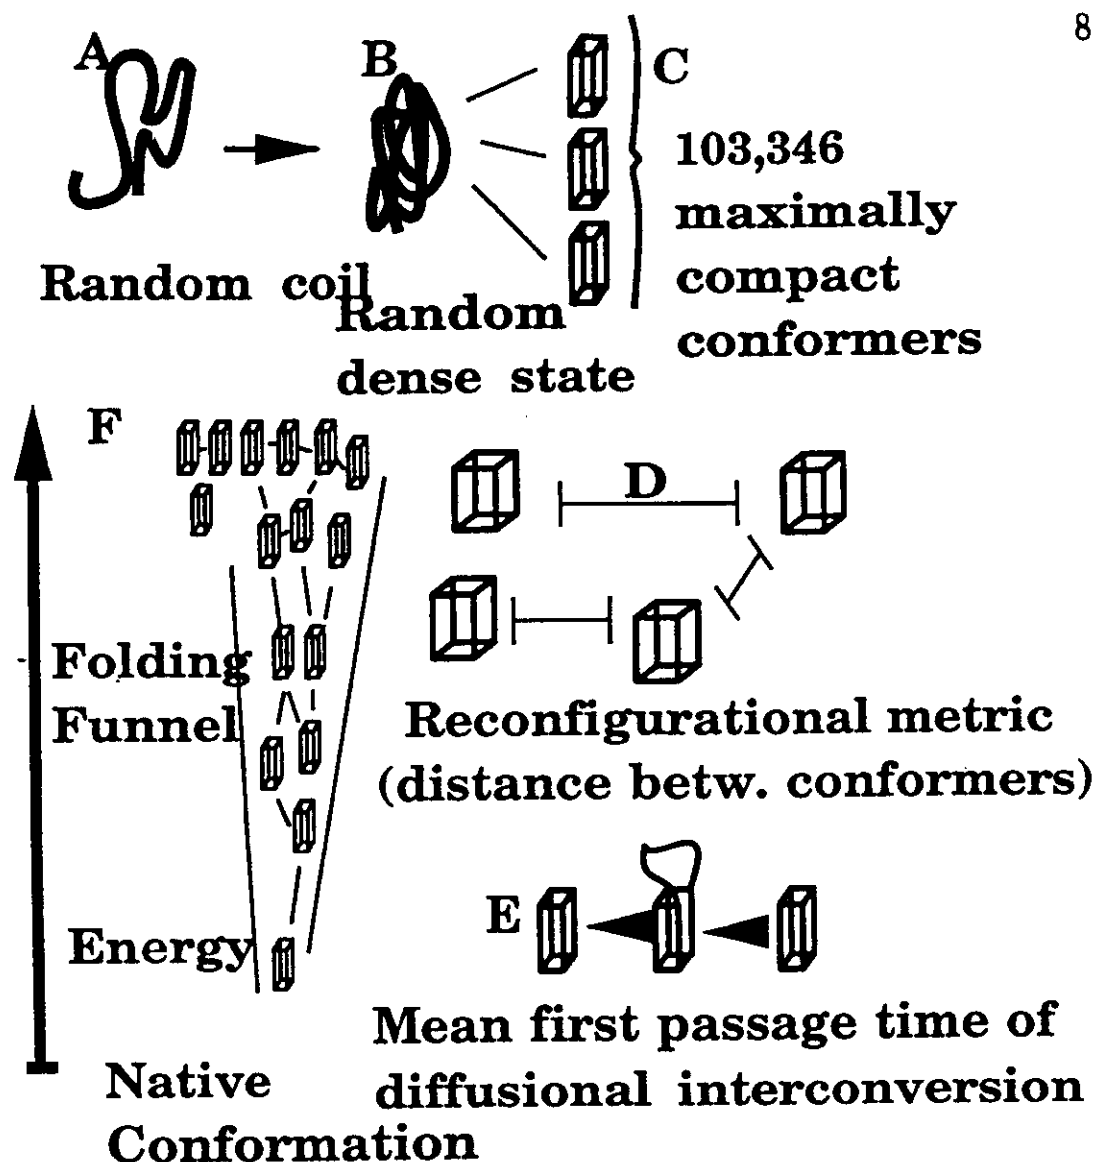 8
A
B
C
Random coil
Random
dense state
103,346
maximally
compact
conformers
F
D
Folding
Funnel
Reconfigurational metric
(distance betw. conformers)
E
Energy
Mean first passage time of
diffusional interconversion
Native
Conformation